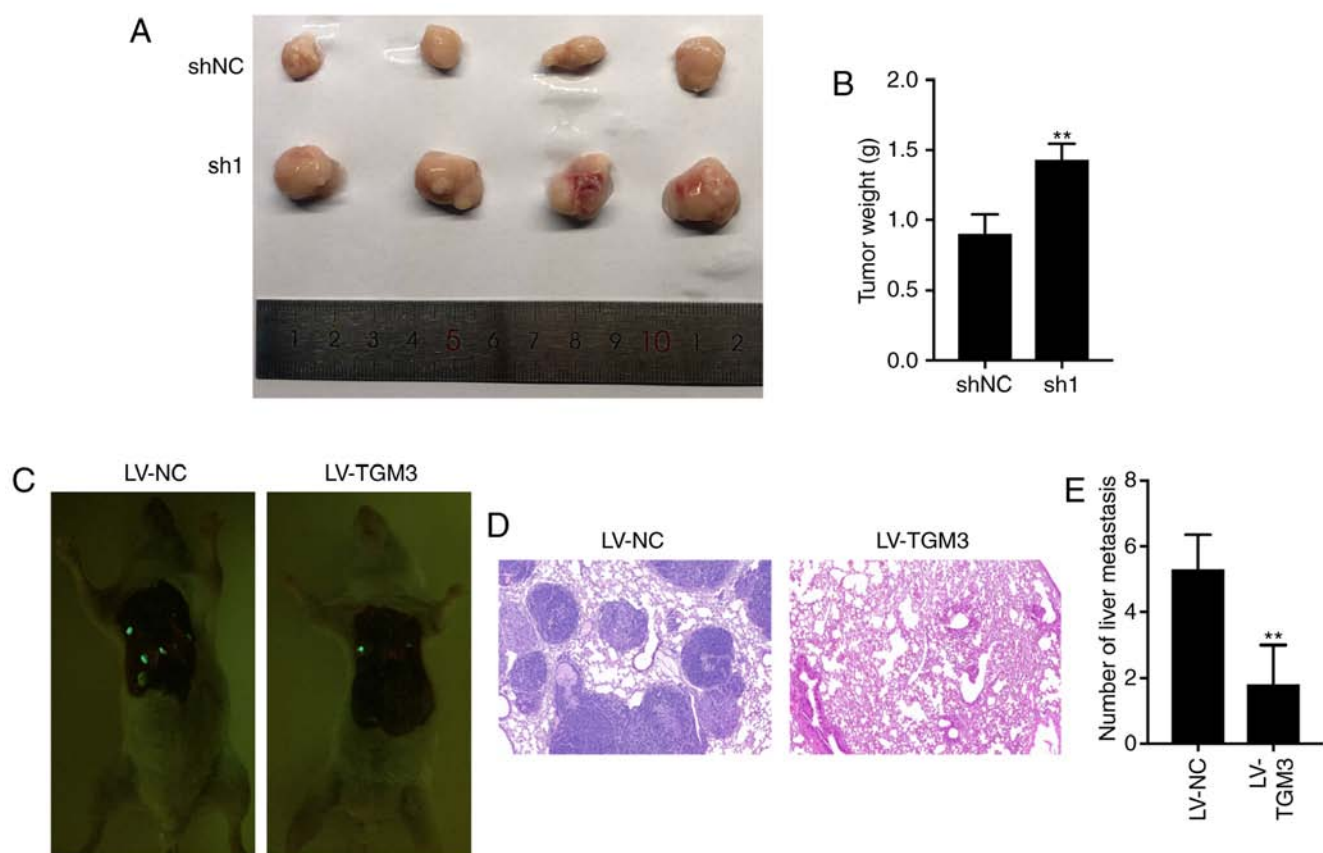 A
shNC
sh1
1 2 3 4 5 6 7 8 9 10 1 2
B
Tumor weight (g)
2.0
1.5
1.0
0.5
0.0
**
shNC sh1
C
LV-NC LV-TGM3
D
LV-NC LV-TGM3
E
Number of liver metastasis
8
6
4
2
0
**
LV-NC
LV-
TGM3